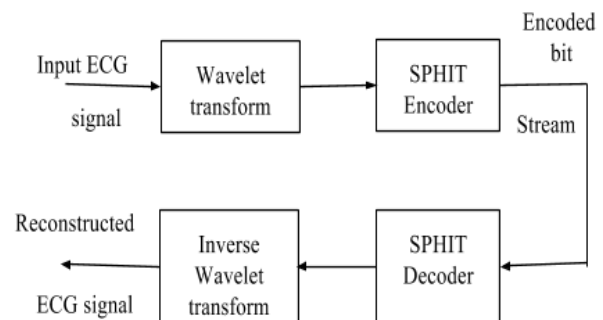 Input ECG
signal
Wavelet
transform
SPHIT
Encoder
Encoded
bit
Stream
SPHIT
Decoder
Inverse
Wavelet
transform
Reconstructed
ECG signal